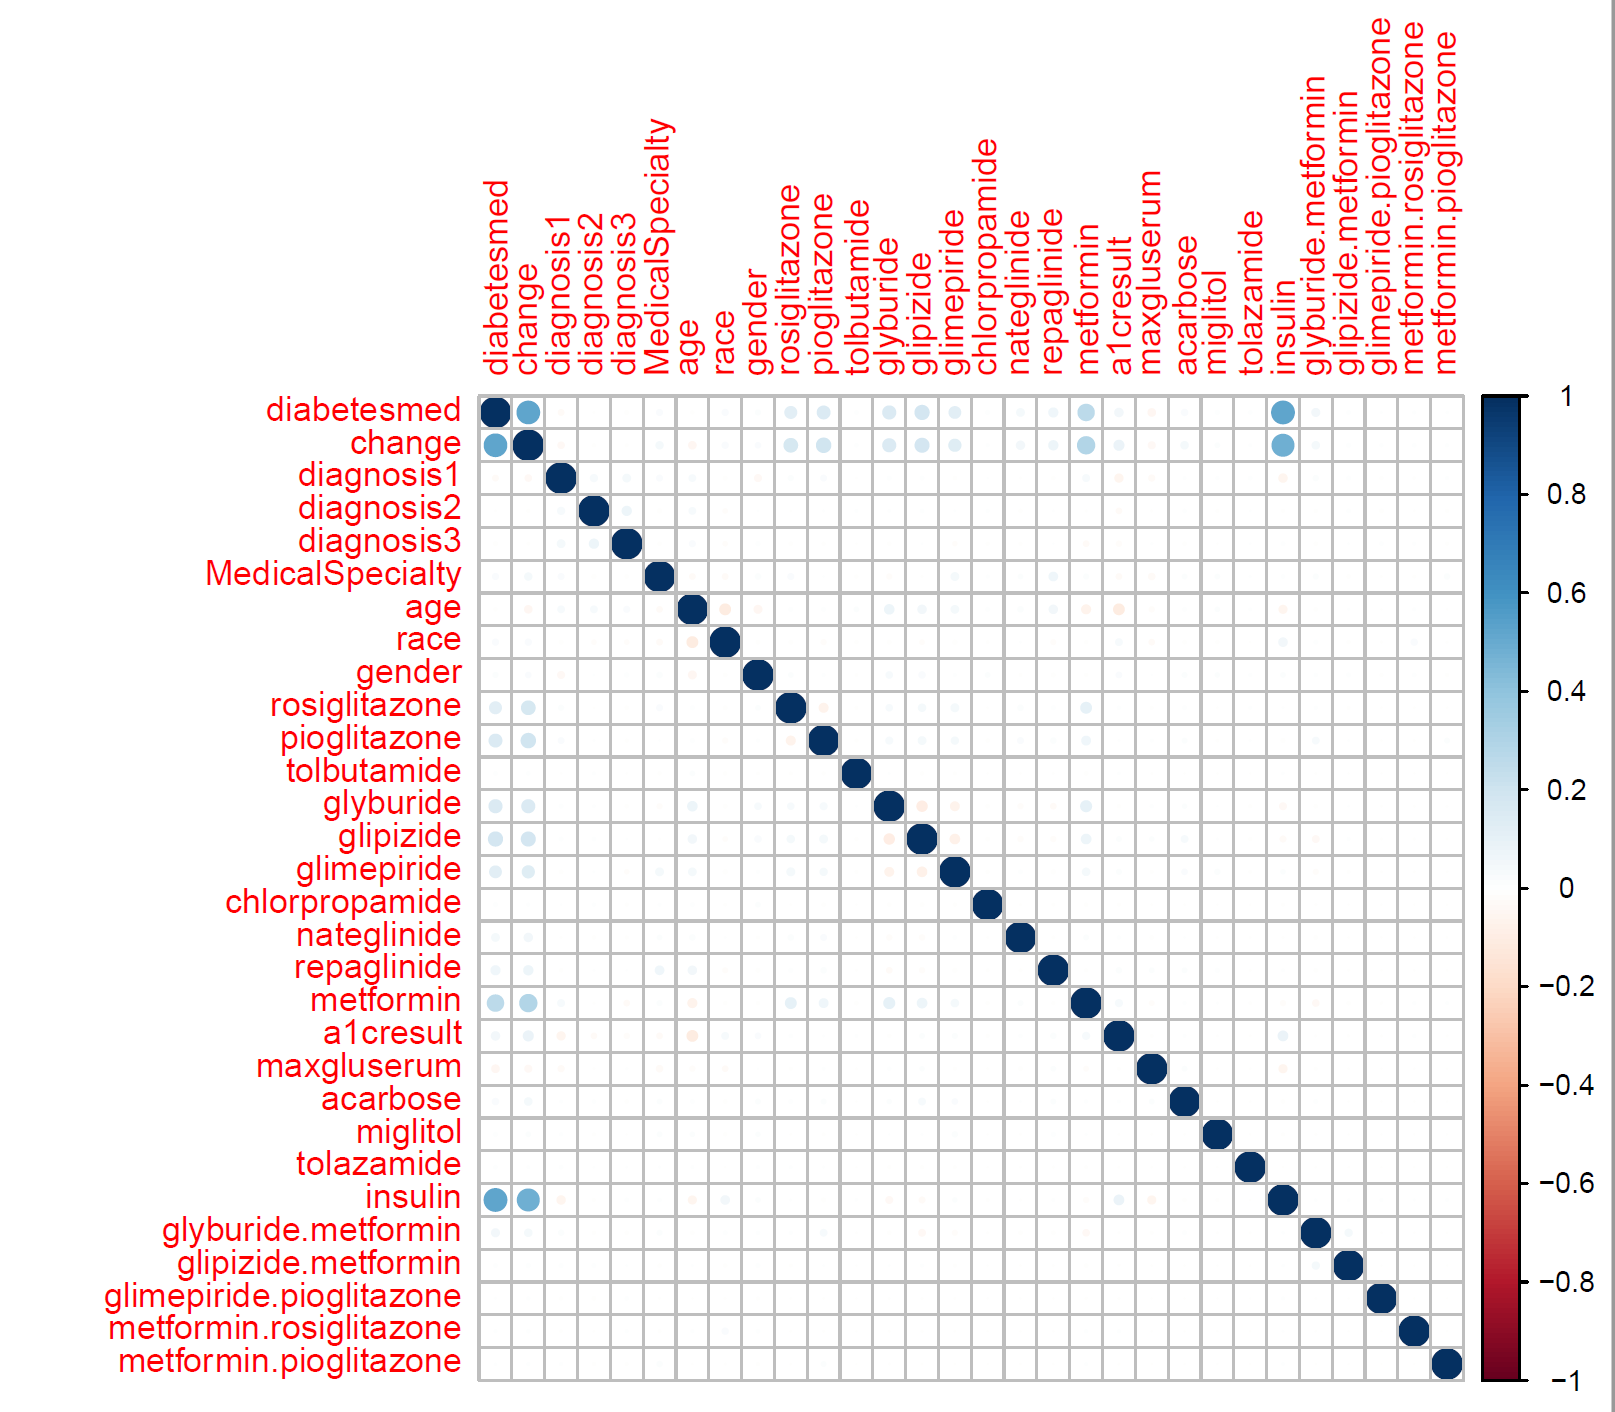 diabetesmed
change
diagnosis1
diagnosis2
diagnosis3
MedicalSpecialty
age
race
gender
rosiglitazone
pioglitazone
tolbutamide
glyburide
glipizide
glimepiride
chlorpropamide
nateglinide
repaglinide
metformin
a1cresult
maxgluserum
acarbose
miglitol
tolazamide
insulin
glyburide.metformin
glipizide.metformin
glimepiride.pioglitazone
metformin.rosiglitazone
metformin.pioglitazone
diabetesmed
change
diagnosis1
diagnosis2
diagnosis3
MedicalSpecialty
age
race
gender
rosiglitazone
pioglitazone
tolbutamide
glyburide
glipizide
glimepiride
chlorpropamide
nateglinide
repaglinide
metformin
a1cresult
maxgluserum
acarbose
miglitol
tolazamide
insulin
glyburide.metformin
glipizide.metformin
glimepiride.pioglitazone
metformin.rosiglitazone
metformin.pioglitazone
1
0.8
0.6
0.4
0.2
0
−0.2
−0.4
−0.6
−0.8
−1